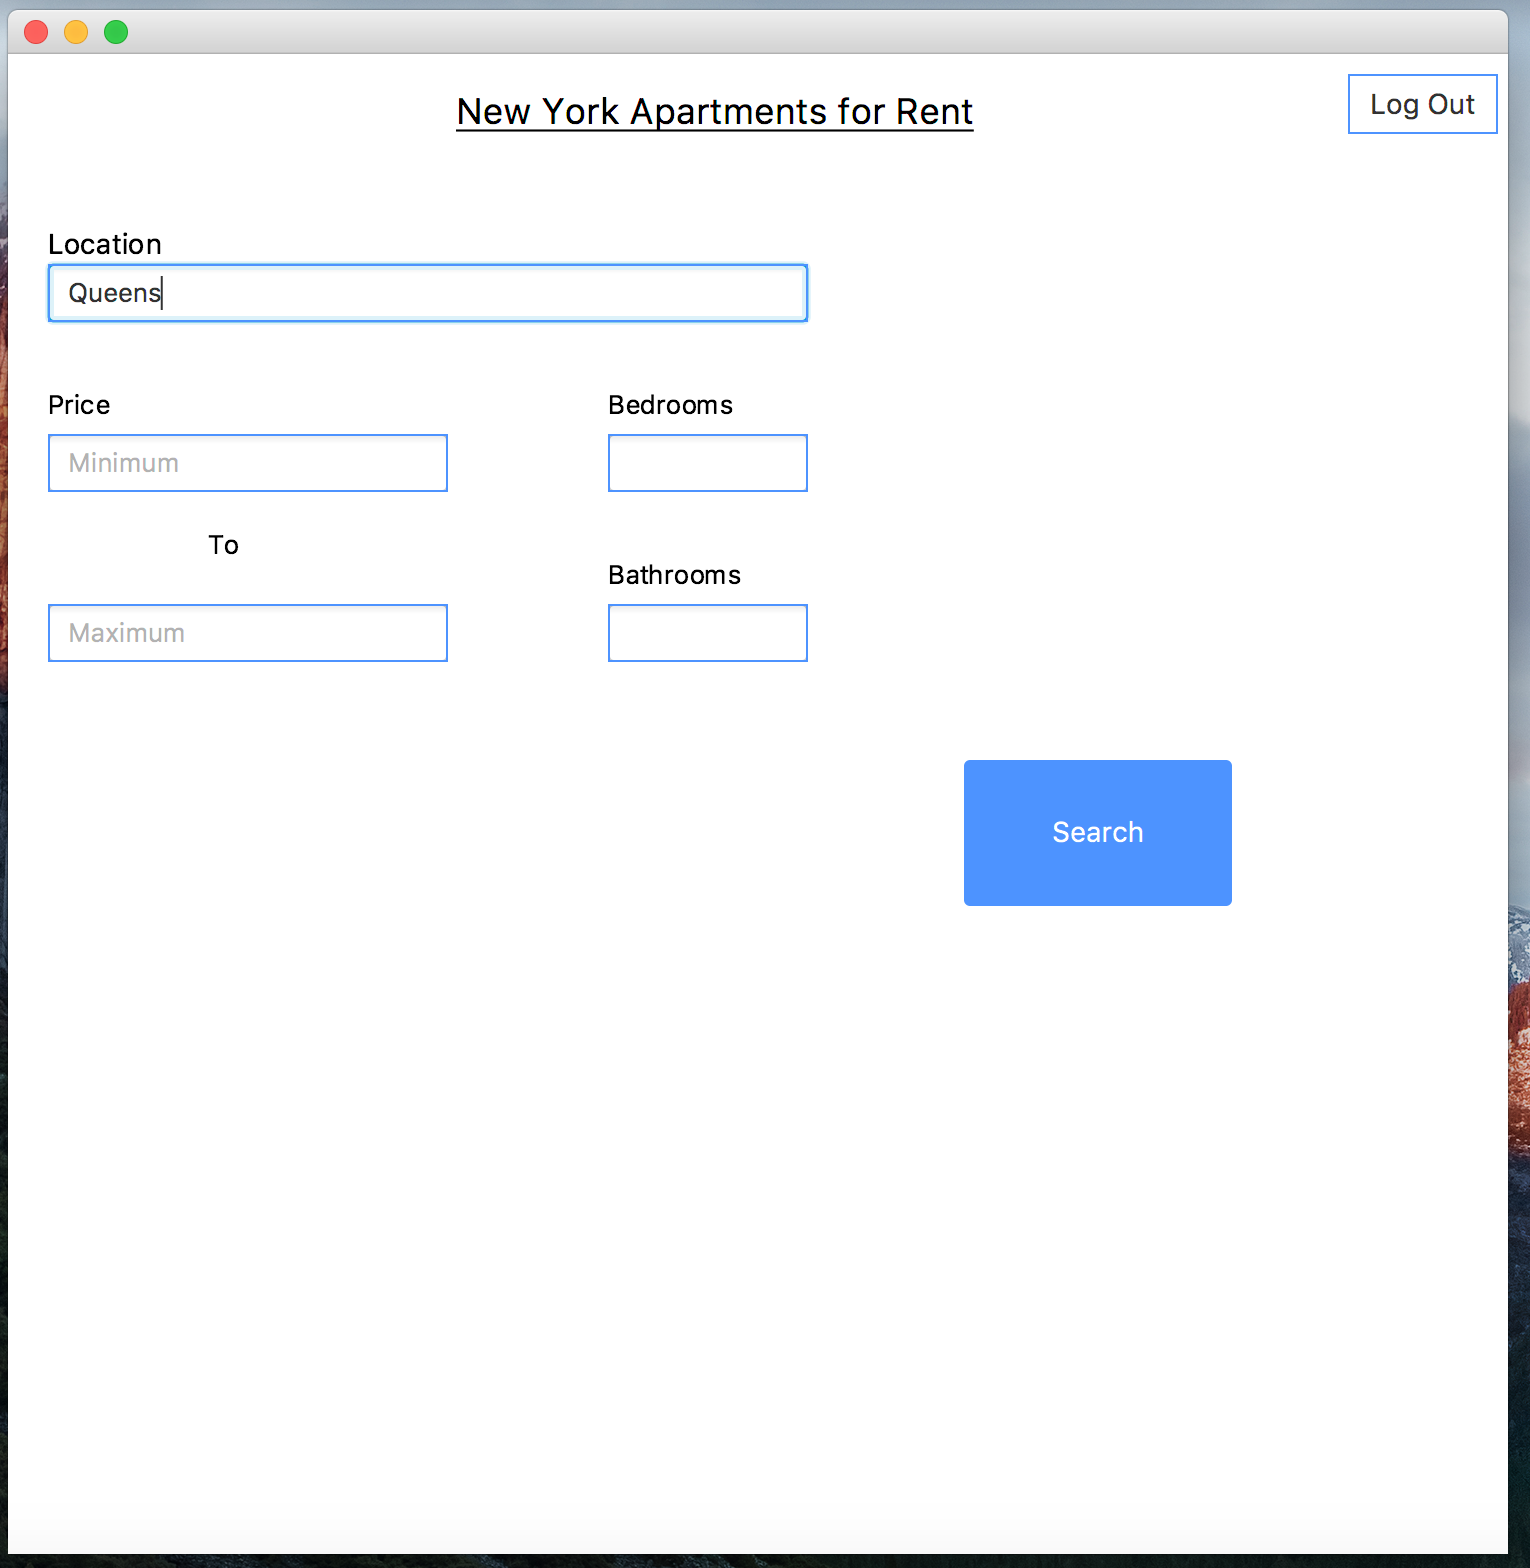 New York Apartments for Rent
Log Out
Location
Queens
Price
Bedrooms
Minimum
To
Bathrooms
Maximum
Search